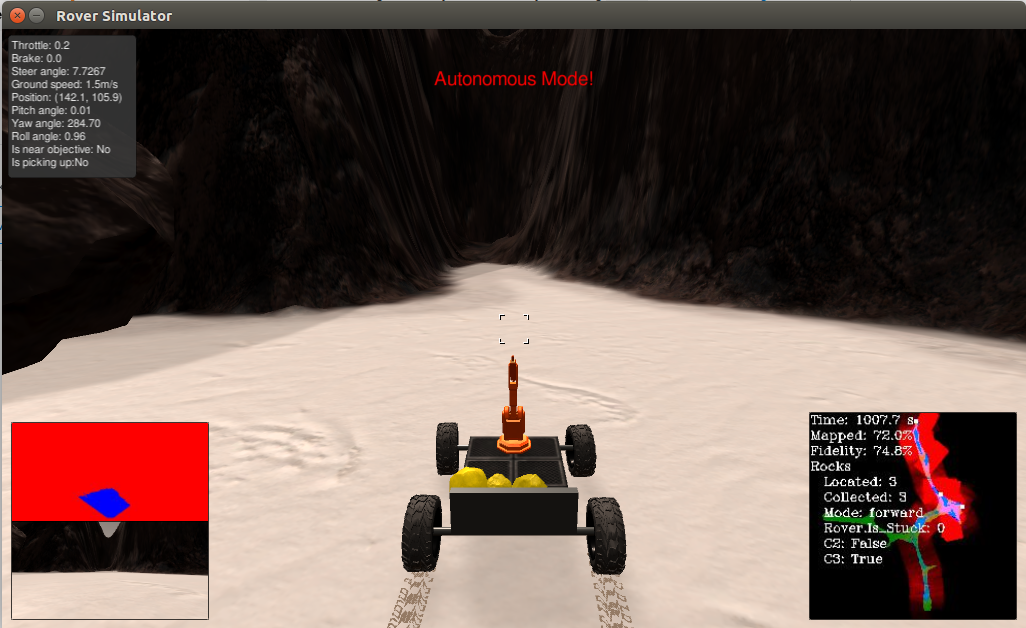 Rover Simulator
Throttle: 0.2
Brake: 0.0
Steer angle: 7.7267
Ground speed: 1.5m/s
Position: (142.1, 105.9)
Pitch angle: 0.01
Yaw angle: 284.70
Roll angle: 0.96
Is near objective: No
Is picking up:No
Autonomous Mode!
Time: 1007.7 s
Mapped: 72.0%
Fidelity: 74.8%
Rocks
Located: 3
Collected: 3
Mode: forward
Rover.Is_Stuck: 0
C2: False
C3: True